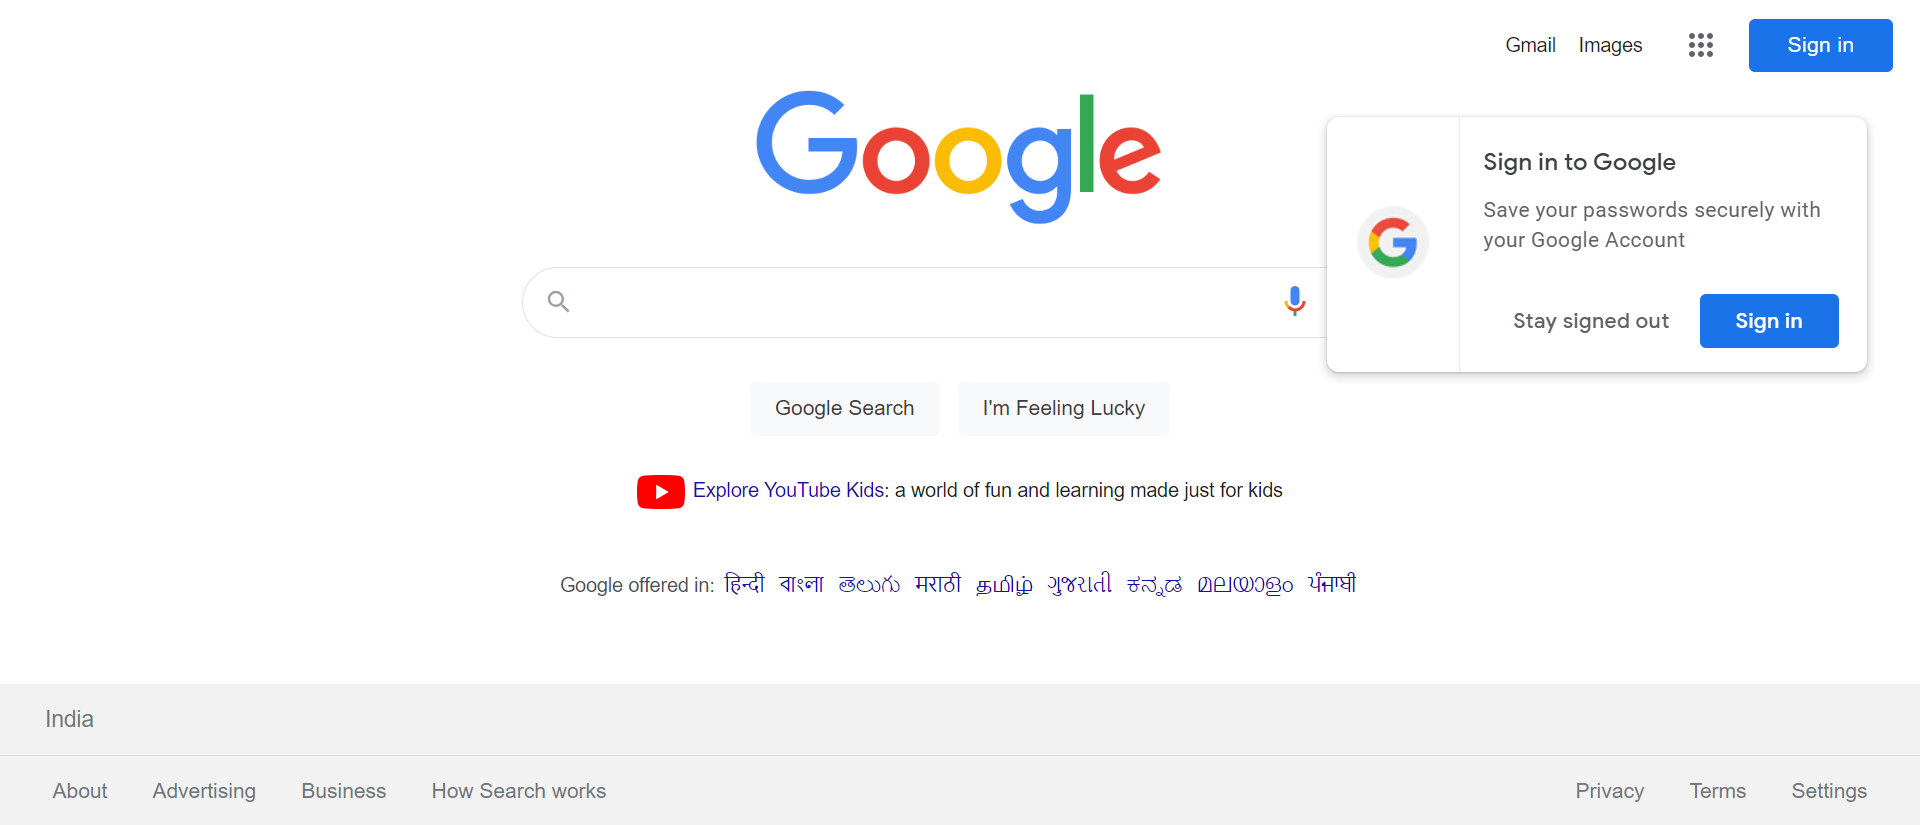 Gmail Images Sign in
Google
Sign in to Google
Save your passwords securely with
your Google Account
Stay signed out Sign in
Google Search I'm Feeling Lucky
Explore YouTube Kids: a world of fun and learning made just for kids
Google offered in: हिन्दी বাংলা తెలుగు मराठी தமிழ் ગુજરાતી ಕನ್ನಡ മലയാളം ਪੰਜਾਬੀ
India
About Advertising Business How Search works Privacy Terms Settings